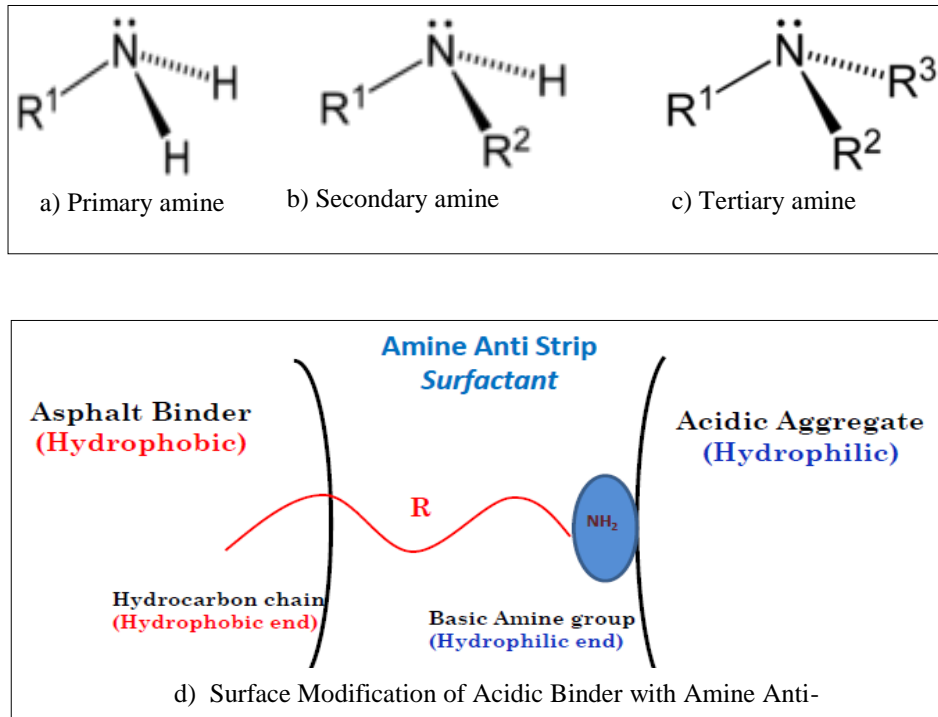 N
R¹
H
H
a) Primary amine
N
R¹
H
R²
b) Secondary amine
N
R¹
R³
R²
c) Tertiary amine
Amine Anti Strip
Surfactant
Asphalt Binder
(Hydrophobic)
Acidic Aggregate
(Hydrophilic)
R
NH₂
Hydrocarbon chain
(Hydrophobic end)
Basic Amine group
(Hydrophilic end)
d) Surface Modification of Acidic Binder with Amine Anti-